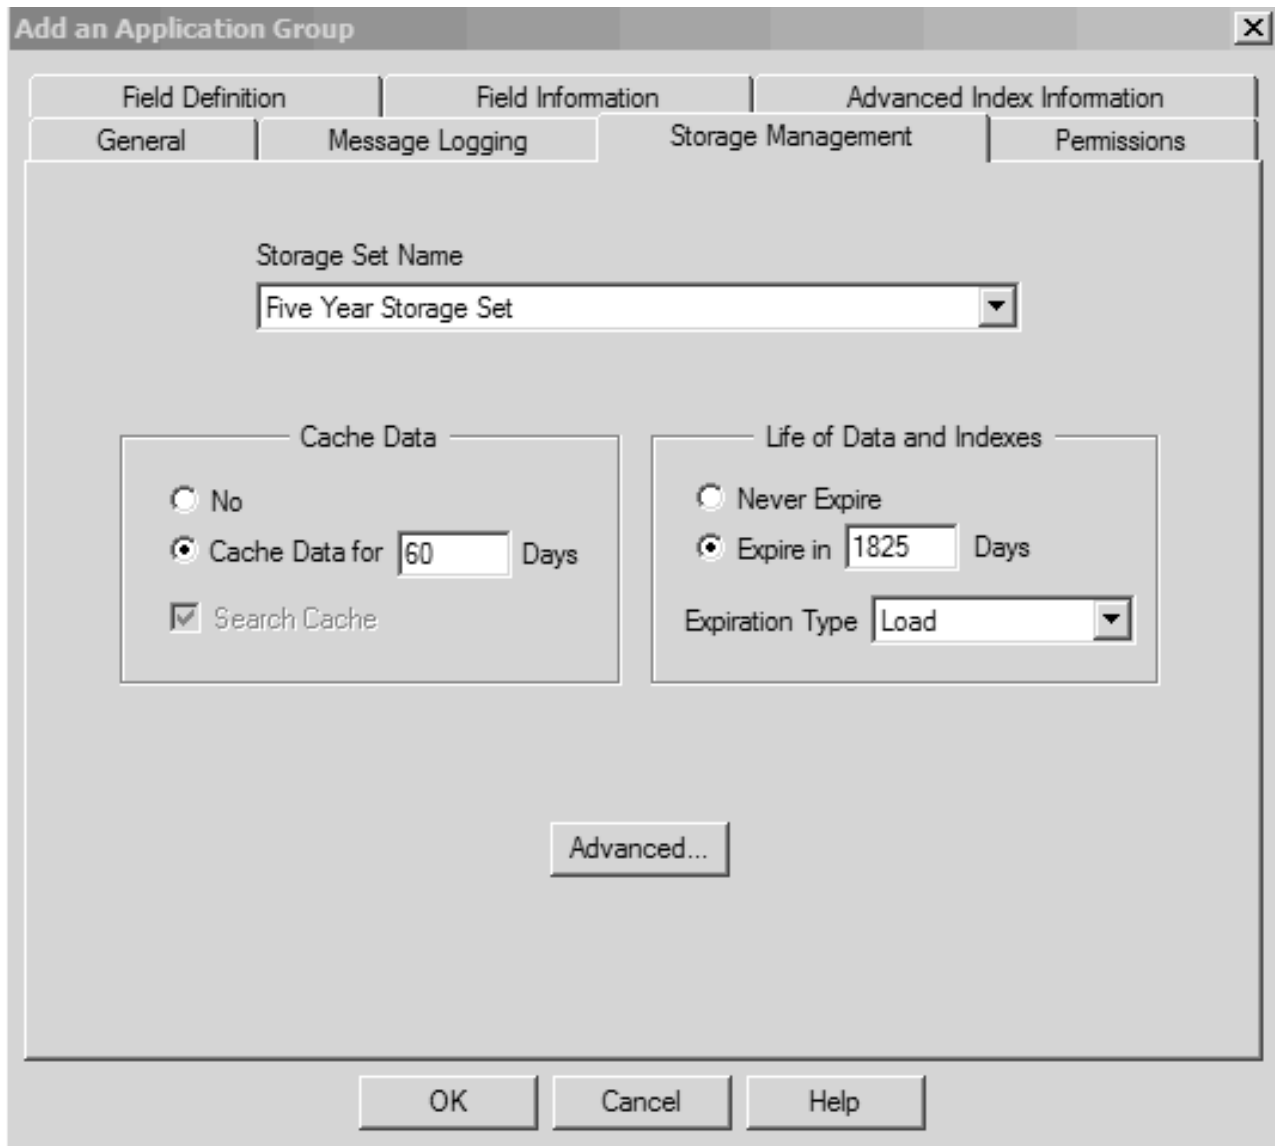 Add an Application Group
Field Definition Field Information Advanced Index Information
General Message Logging Storage Management Permissions
Storage Set Name
Five Year Storage Set
Cache Data Life of Data and Indexes
No Never Expire
Cache Data for 60 Days Expire in 1825 Days
Search Cache Expiration Type Load
Advanced...
OK Cancel Help